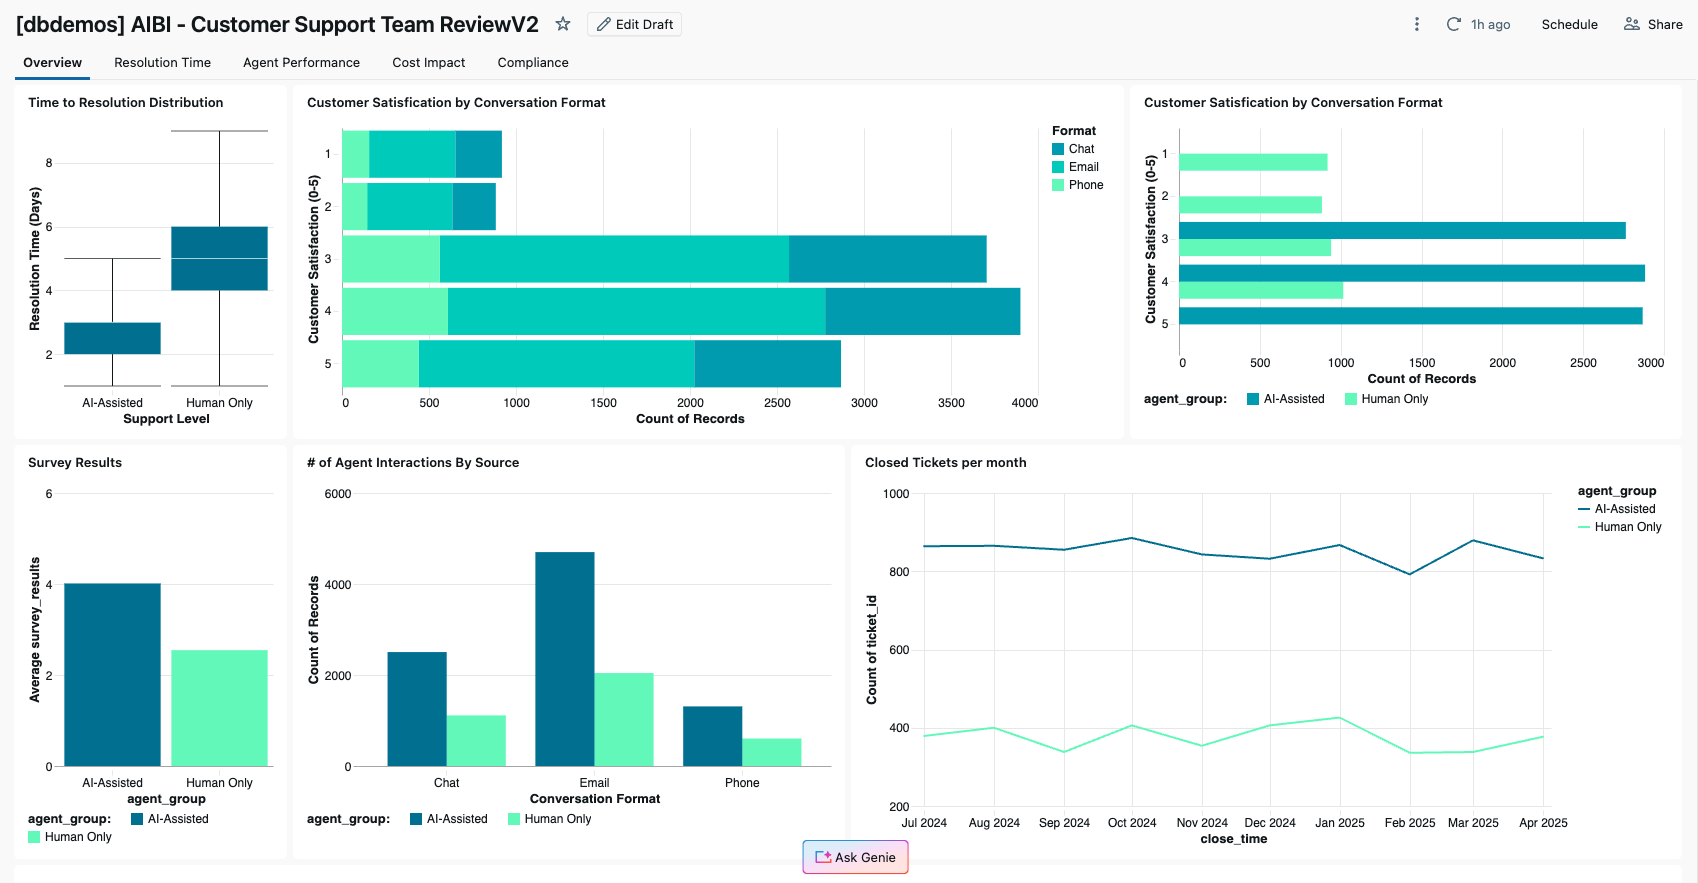 [dbdemos] AIBI - Customer Support Team ReviewV2
Edit Draft
1h ago
Schedule
Share
Overview
Resolution Time
Agent Performance
Cost Impact
Compliance
Time to Resolution Distribution
Resolution Time (Days)
8
6
4
2
AI-Assisted
Human Only
Support Level
Customer Satisfication by Conversation Format
Customer Satisfaction (0-5)
1
2
3
4
5
0
500
1000
1500
2000
2500
3000
3500
4000
Count of Records
Format
Chat
Email
Phone
Customer Satisfication by Conversation Format
Customer Satisfaction (0-5)
1
2
3
4
5
0
500
1000
1500
2000
2500
3000
Count of Records
agent_group:
AI-Assisted
Human Only
Survey Results
Average survey_results
6
4
2
0
AI-Assisted
Human Only
agent_group
agent_group:
AI-Assisted
Human Only
# of Agent Interactions By Source
Count of Records
6000
4000
2000
0
Chat
Email
Phone
Conversation Format
agent_group:
AI-Assisted
Human Only
Closed Tickets per month
Count of ticket_id
1000
800
600
400
200
Jul 2024
Aug 2024
Sep 2024
Oct 2024
Nov 2024
Dec 2024
Jan 2025
Feb 2025
Mar 2025
Apr 2025
close_time
agent_group
AI-Assisted
Human Only
Ask Genie